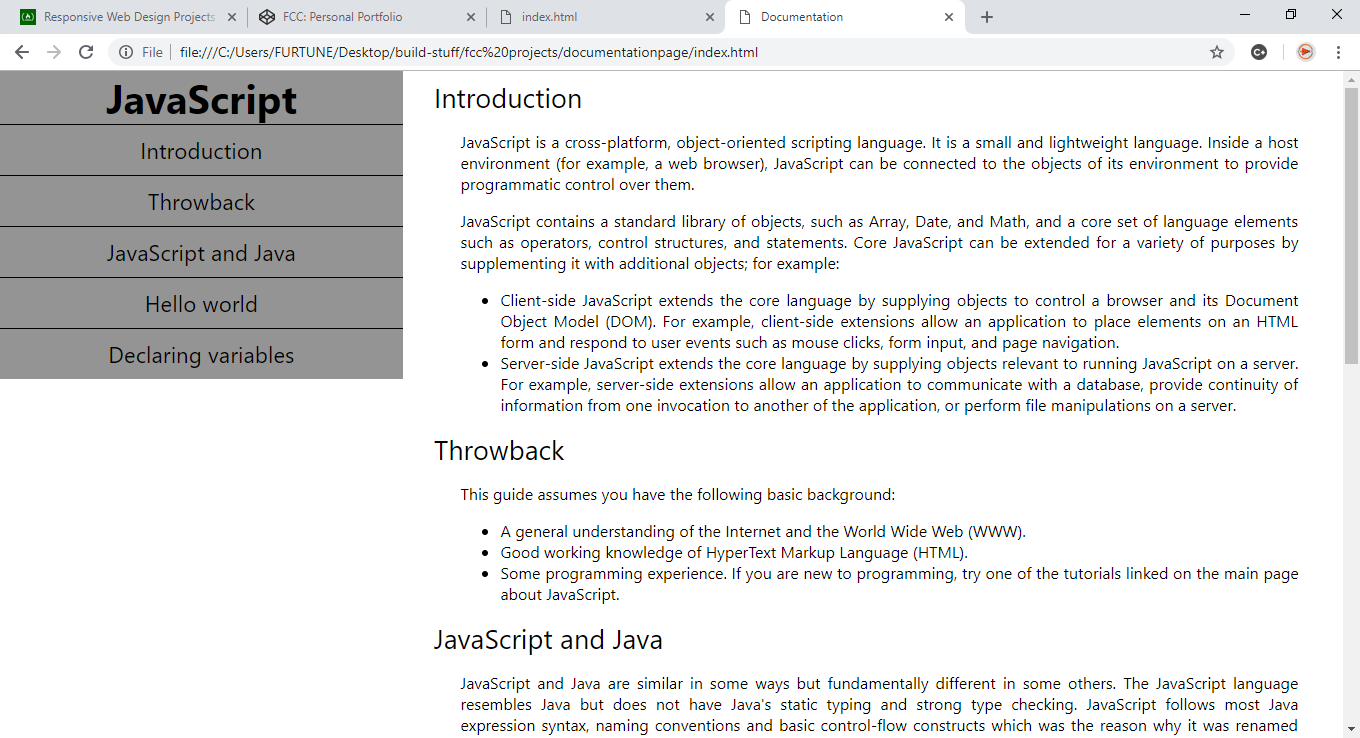 Responsive Web Design Projects
FCC: Personal Portfolio
index.html
Documentation
File
file:///C:/Users/FURTUNE/Desktop/build-stuff/fcc%20projects/documentationpage/index.html
JavaScript
Introduction
Throwback
JavaScript and Java
Hello world
Declaring variables
Introduction
JavaScript is a cross-platform, object-oriented scripting language. It is a small and lightweight language. Inside a host
environment (for example, a web browser), JavaScript can be connected to the objects of its environment to provide
programmatic control over them.
JavaScript contains a standard library of objects, such as Array, Date, and Math, and a core set of language elements
such as operators, control structures, and statements. Core JavaScript can be extended for a variety of purposes by
supplementing it with additional objects; for example:
• Client-side JavaScript extends the core language by supplying objects to control a browser and its Document
Object Model (DOM). For example, client-side extensions allow an application to place elements on an HTML
form and respond to user events such as mouse clicks, form input, and page navigation.
• Server-side JavaScript extends the core language by supplying objects relevant to running JavaScript on a server.
For example, server-side extensions allow an application to communicate with a database, provide continuity of
information from one invocation to another of the application, or perform file manipulations on a server.
Throwback
This guide assumes you have the following basic background:
• A general understanding of the Internet and the World Wide Web (WWW).
• Good working knowledge of HyperText Markup Language (HTML).
• Some programming experience. If you are new to programming, try one of the tutorials linked on the main page
about JavaScript.
JavaScript and Java
JavaScript and Java are similar in some ways but fundamentally different in some others. The JavaScript language
resembles Java but does not have Java's static typing and strong type checking. JavaScript follows most Java
expression syntax, naming conventions and basic control-flow constructs which was the reason why it was renamed